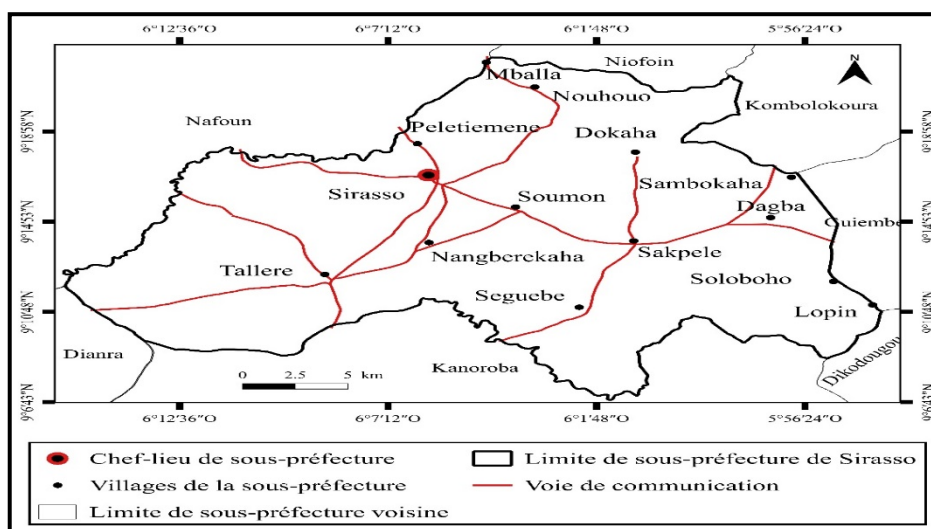 6°12'36"O 6°7'12"O 6°1'48"O 5°56'24"O
N
Niofoin
Mballa
Nouhouo
Kombolokoura
Nafoun
Peletiemene
Dokaha
9°18'58"N
9°18'58"N
Sirasso
Soumon
Sambokaha
Dagba
Guiembe
9°14'53"N
9°14'53"N
Nangberekaha
Sakpele
Tallere
Soloboho
Seguebe
Lopin
9°10'48"N
9°10'48"N
Dianra
Kanoroba
Dikodougou
0 2.5 5 km
9°6'43"N
9°6'43"N
6°12'36"O 6°7'12"O 6°1'48"O 5°56'24"O
Chef-lieu de sous-préfecture
Limite de sous-préfecture de Sirasso
Villages de la sous-préfecture
Voie de communication
Limite de sous-préfecture voisine